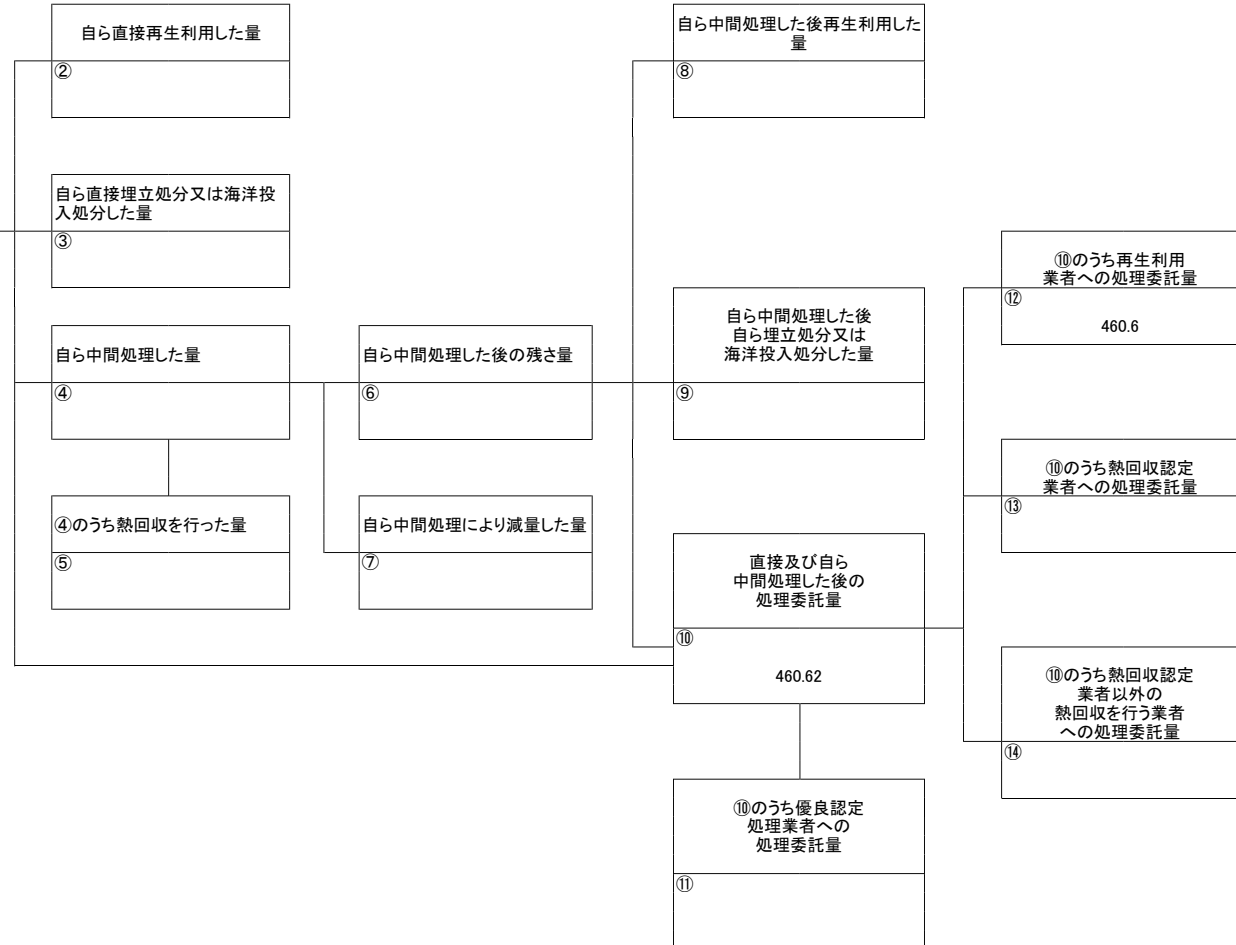 自ら直接再生利用した量
②
自ら中間処理した後再生利用した
量
⑧
自ら直接埋立処分又は海洋投
入処分した量
③
⑩のうち再生利用
業者への処理委託量
⑫
460.6
自ら中間処理した量
④
自ら中間処理した後の残さ量
⑥
自ら中間処理した後
自ら埋立処分又は
海洋投入処分した量
⑨
⑩のうち熱回収認定
業者への処理委託量
⑬
④のうち熱回収を行った量
⑤
自ら中間処理により減量した量
⑦
直接及び自ら
中間処理した後の
処理委託量
⑩
460.62
⑩のうち熱回収認定
業者以外の
熱回収を行う業者
への処理委託量
⑭
⑩のうち優良認定
処理業者への
処理委託量
⑪